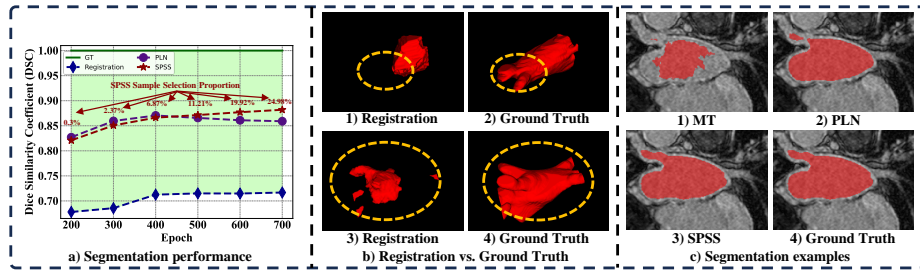 Dice Similarity Coefficient (DSC)
1.00
0.95
0.90
0.85
0.80
0.75
0.70
GT
Registration
PLN
SPSS
SPSS Sample Selection Proportion
0.3%
2.37%
6.87%
11.21%
19.92%
24.98%
200
300
400
500
600
700
Epoch
a) Segmentation performance
1) Registration
2) Ground Truth
3) Registration
4) Ground Truth
b) Registration vs. Ground Truth
1) MT
2) PLN
3) SPSS
4) Ground Truth
c) Segmentation examples